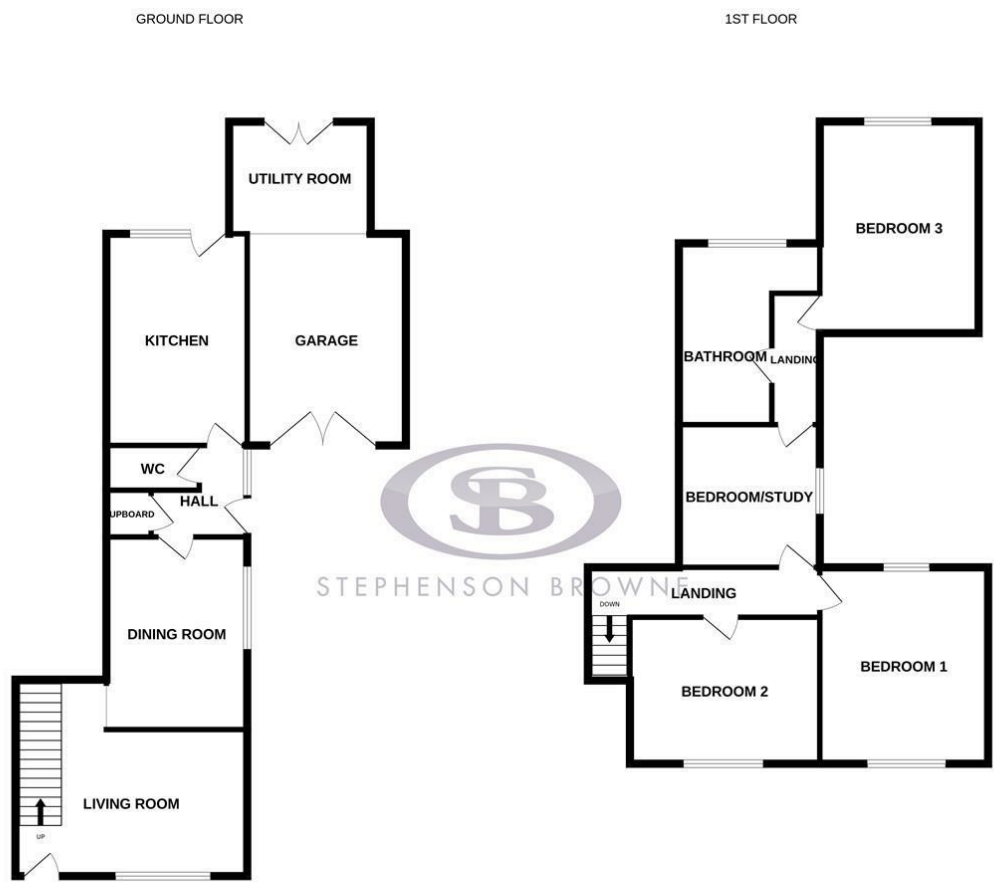 GROUND FLOOR
1ST FLOOR
UTILITY ROOM
KITCHEN
GARAGE
WC
HALL
UPBOARD
DINING ROOM
LIVING ROOM
UP
BEDROOM 3
BATHROOM
LANDING
BEDROOM/STUDY
LANDING
DOWN
BEDROOM 2
BEDROOM 1
SB
STEPHENSON BROWNE